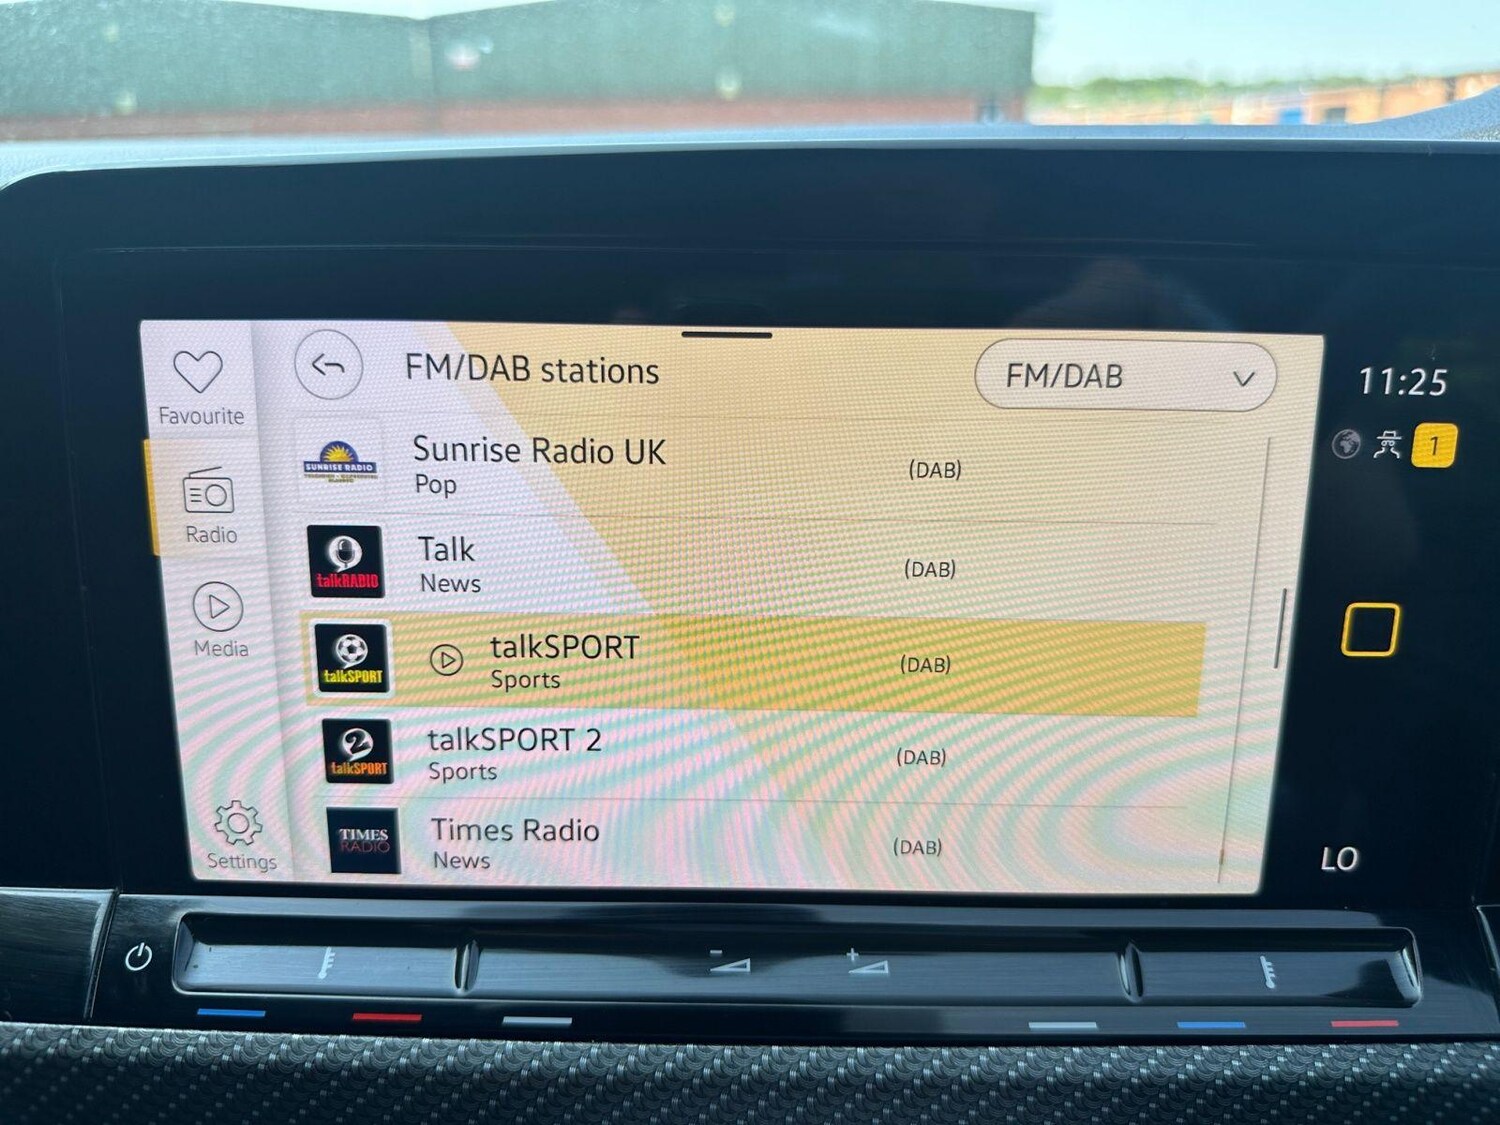 FM/DAB stations
FM/DAB
11:25
Favourite
1
SUNRISE RADIO
Sunrise Radio UK
Pop
(DAB)
Radio
talkRADIO
Talk
News
(DAB)
Media
talkSPORT
talkSPORT
Sports
(DAB)
2
talkSPORT
talkSPORT 2
Sports
(DAB)
Settings
TIMES
RADIO
Times Radio
News
(DAB)
LO